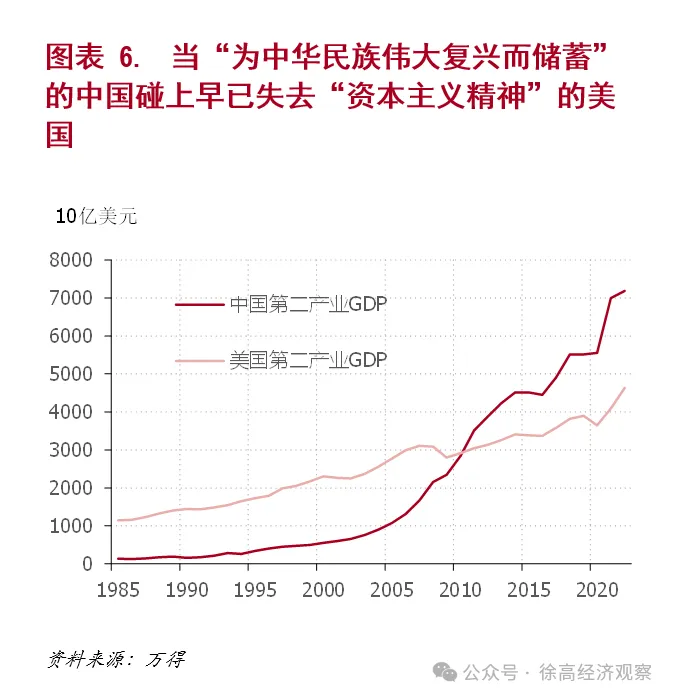 图表 6. 当“为中华民族伟大复兴而储蓄”
的中国碰上早已失去“资本主义精神”的美
国
10亿美元
8000
7000
6000
5000
4000
3000
2000
1000
0
中国第二产业GDP
美国第二产业GDP
1985 1990 1995 2000 2005 2010 2015 2020
资料来源：万得
公众号 · 徐高经济观察